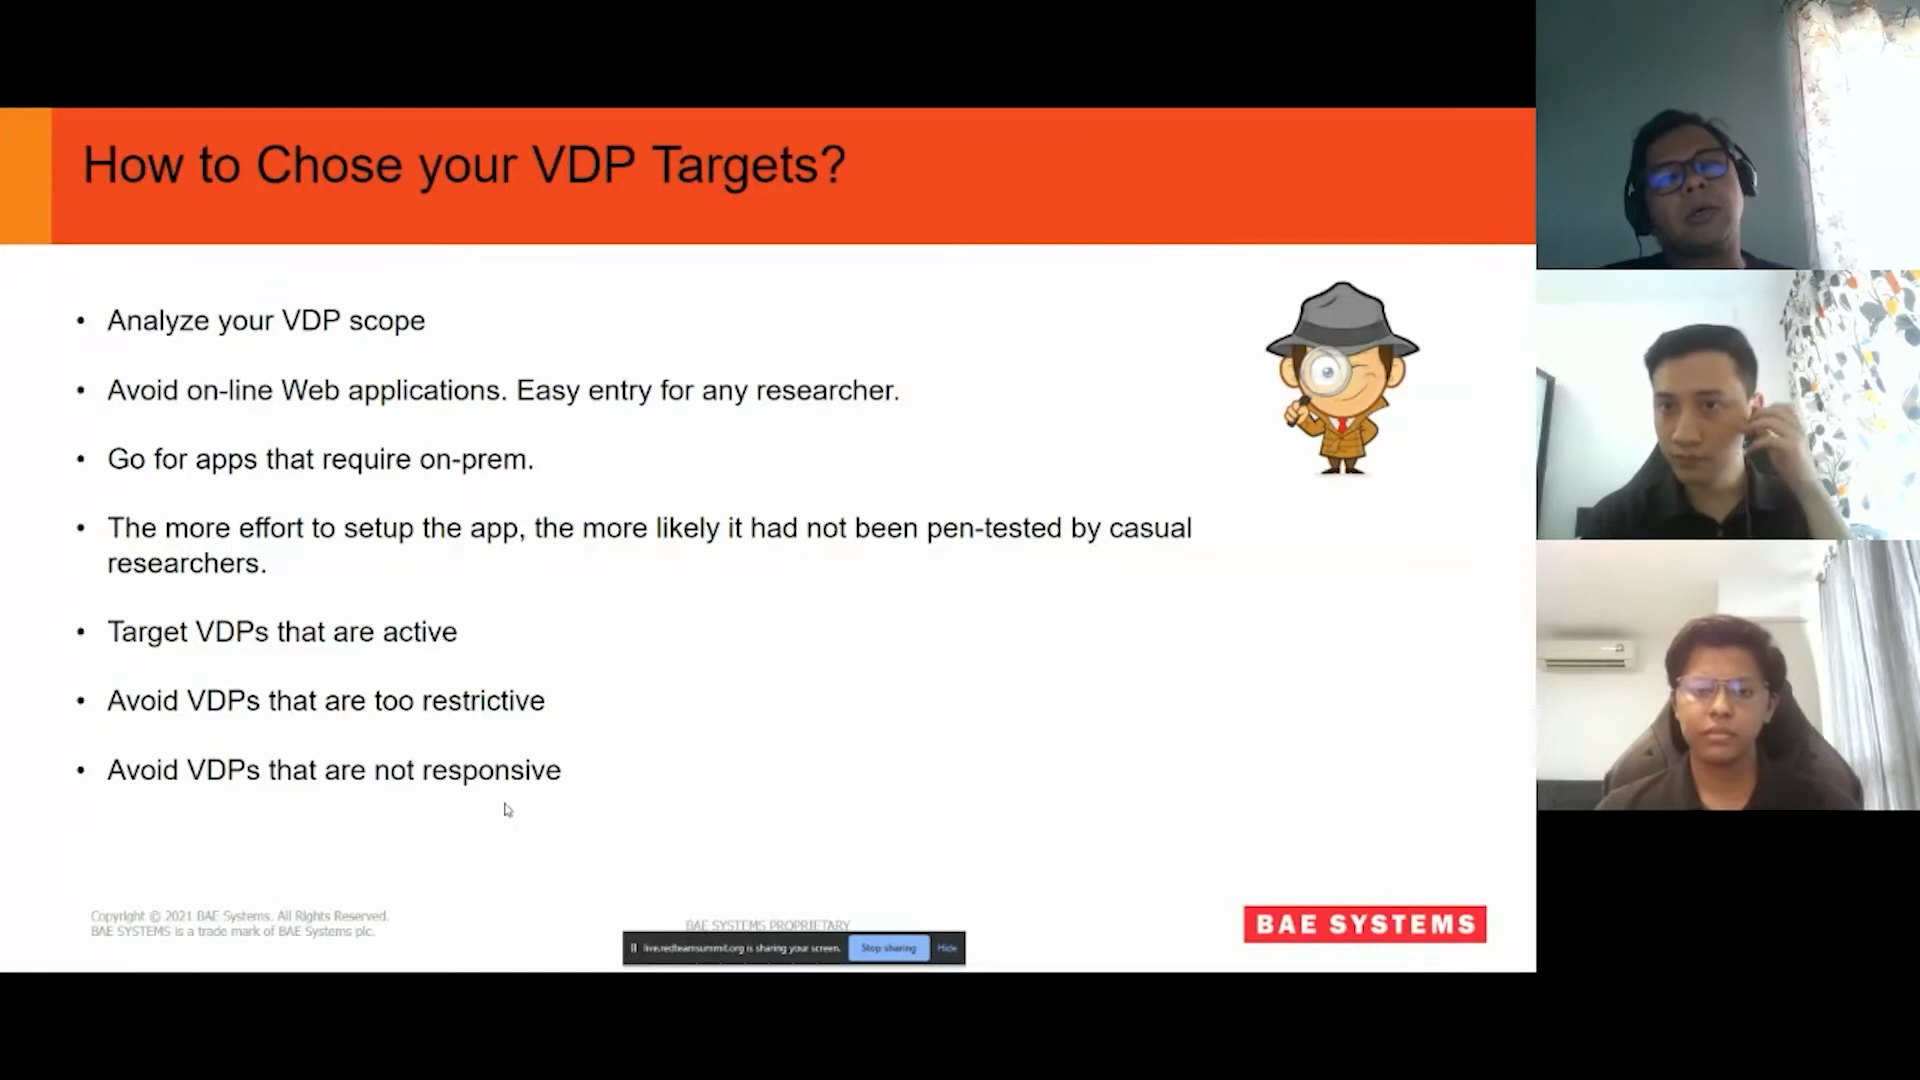 How to Chose your VDP Targets?
• Analyze your VDP scope
• Avoid on-line Web applications. Easy entry for any researcher.
• Go for apps that require on-prem.
• The more effort to setup the app, the more likely it had not been pen-tested by casual
researchers.
• Target VDPs that are active
• Avoid VDPs that are too restrictive
• Avoid VDPs that are not responsive
Copyright © 2021 BAE Systems. All Rights Reserved.
BAE SYSTEMS is a trade mark of BAE Systems plc.
BAE SYSTEMS PROPRIETARY
BAE SYSTEMS
live.redteamsummit.org is sharing your screen. Stop sharing Hide